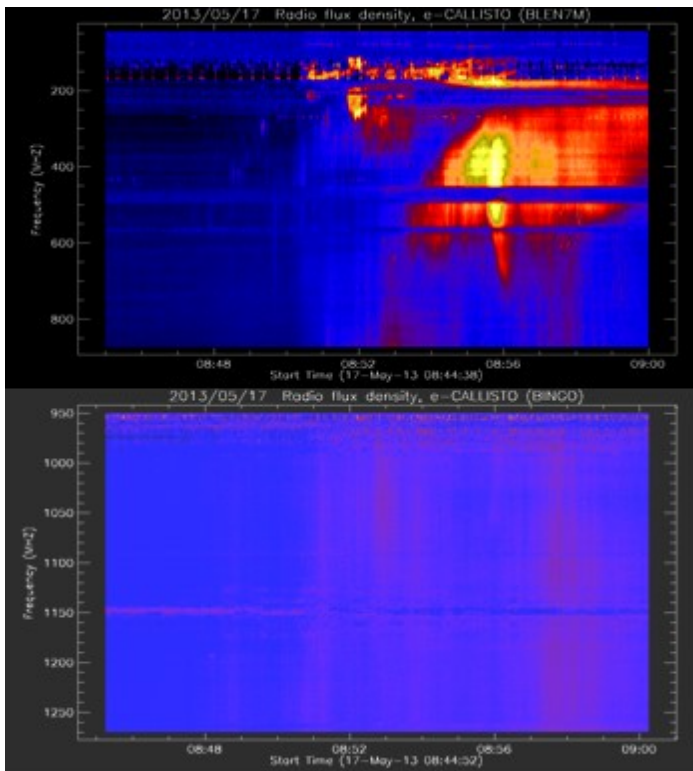 2013/05/17 Radio flux density, e-CALLISTO (BLEN7M)
200
400
600
800
Frequency (MHZ)
08:48 08:52 08:56 09:00
Start Time (17-May-13 08:44:38)
2013/05/17 Radio flux density, e-CALLISTO (BINGO)
950
1000
1050
1100
1150
1200
1250
Frequency (MHZ)
08:48 08:52 08:56 09:00
Start Time (17-May-13 08:44:52)